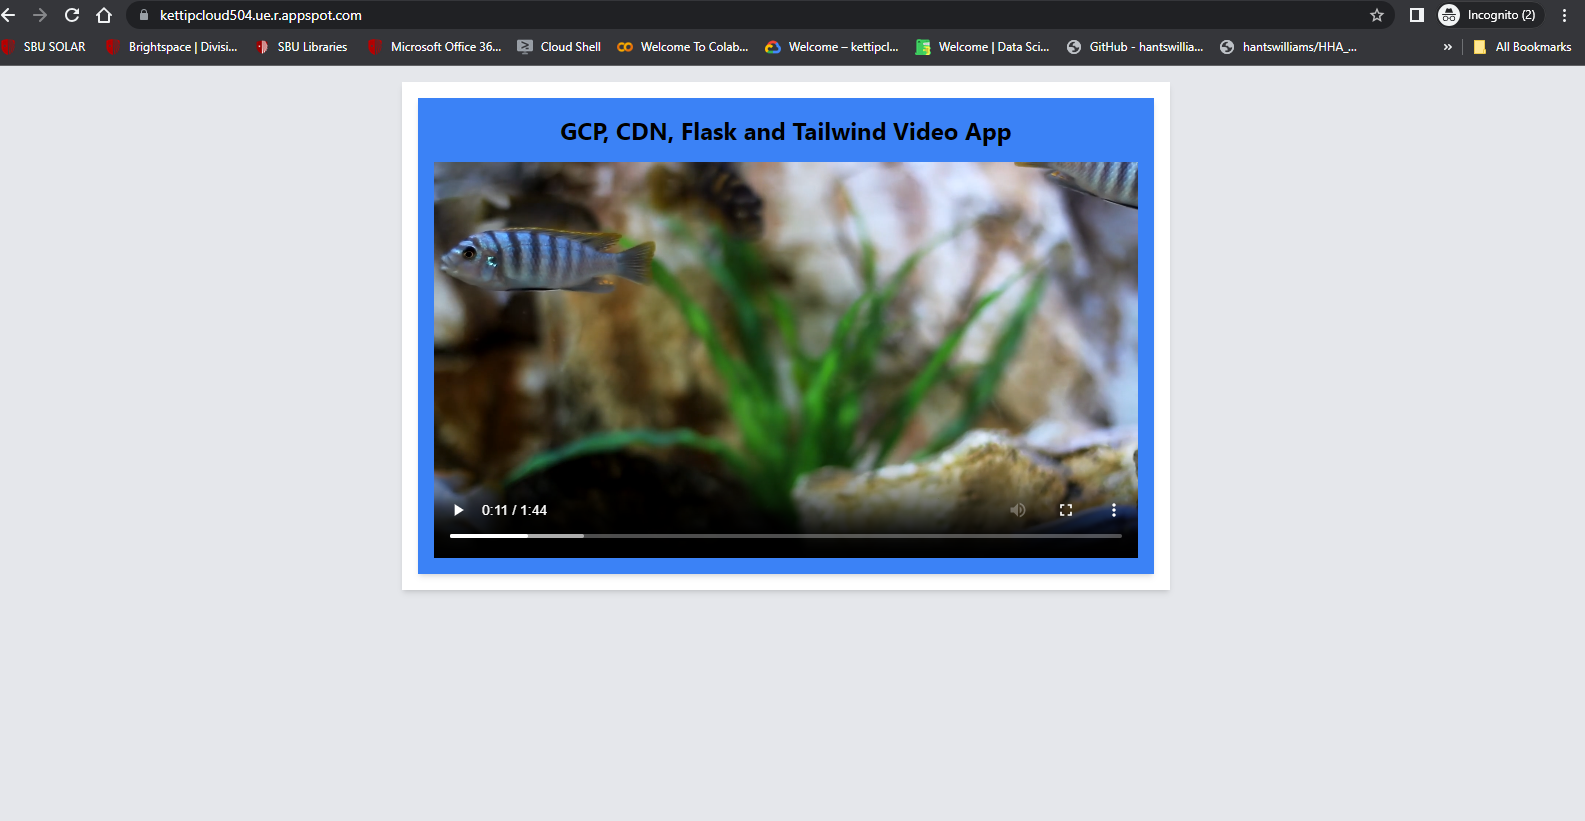 kettipcloud504.ue.r.appspot.com
Incognito (2)
SBU SOLAR
Brightspace | Divisi...
SBU Libraries
Microsoft Office 36...
Cloud Shell
Welcome To Colab...
Welcome – kettipcl...
Welcome | Data Sci...
GitHub - hantswillia...
hantswilliams/HHA_...
»
All Bookmarks
GCP, CDN, Flask and Tailwind Video App
0:11 / 1:44